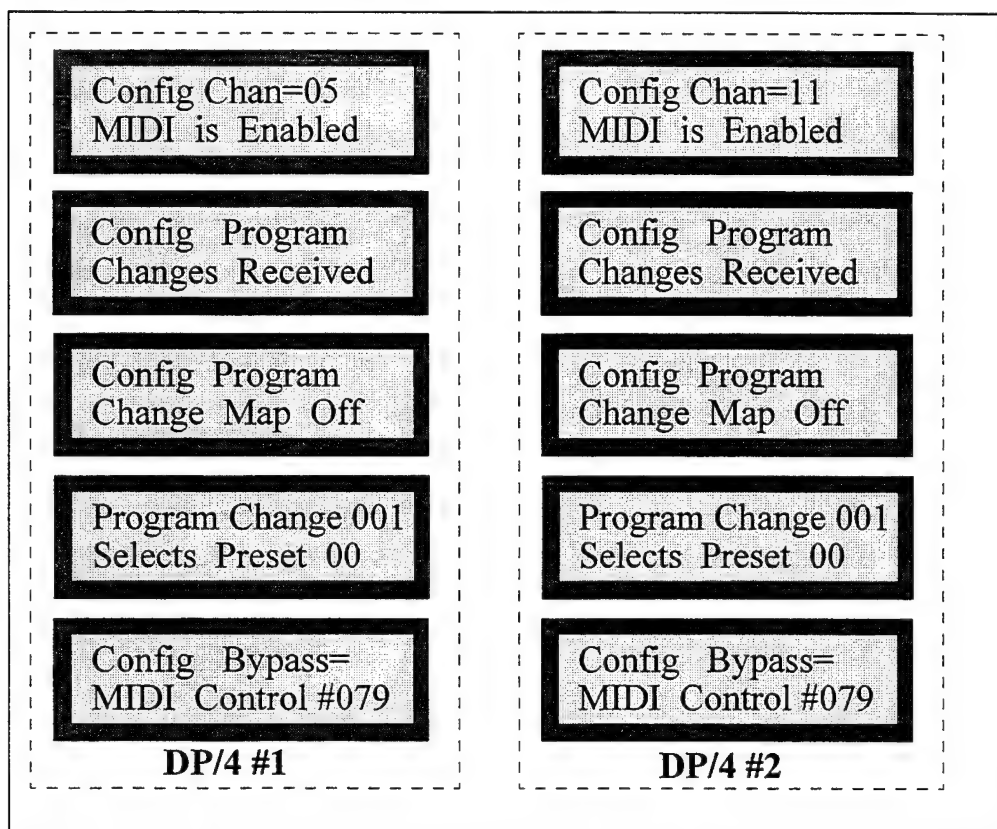 Config Chan=05
MIDI is Enabled
Config Program
Changes Received
Config Program
Change Map Off
Program Change 001
Selects Preset 00
Config Bypass=
MIDI Control #079
DP/4 #1
Config Chan=11
MIDI is Enabled
Config Program
Changes Received
Config Program
Change Map Off
Program Change 001
Selects Preset 00
Config Bypass=
MIDI Control #079
DP/4 #2